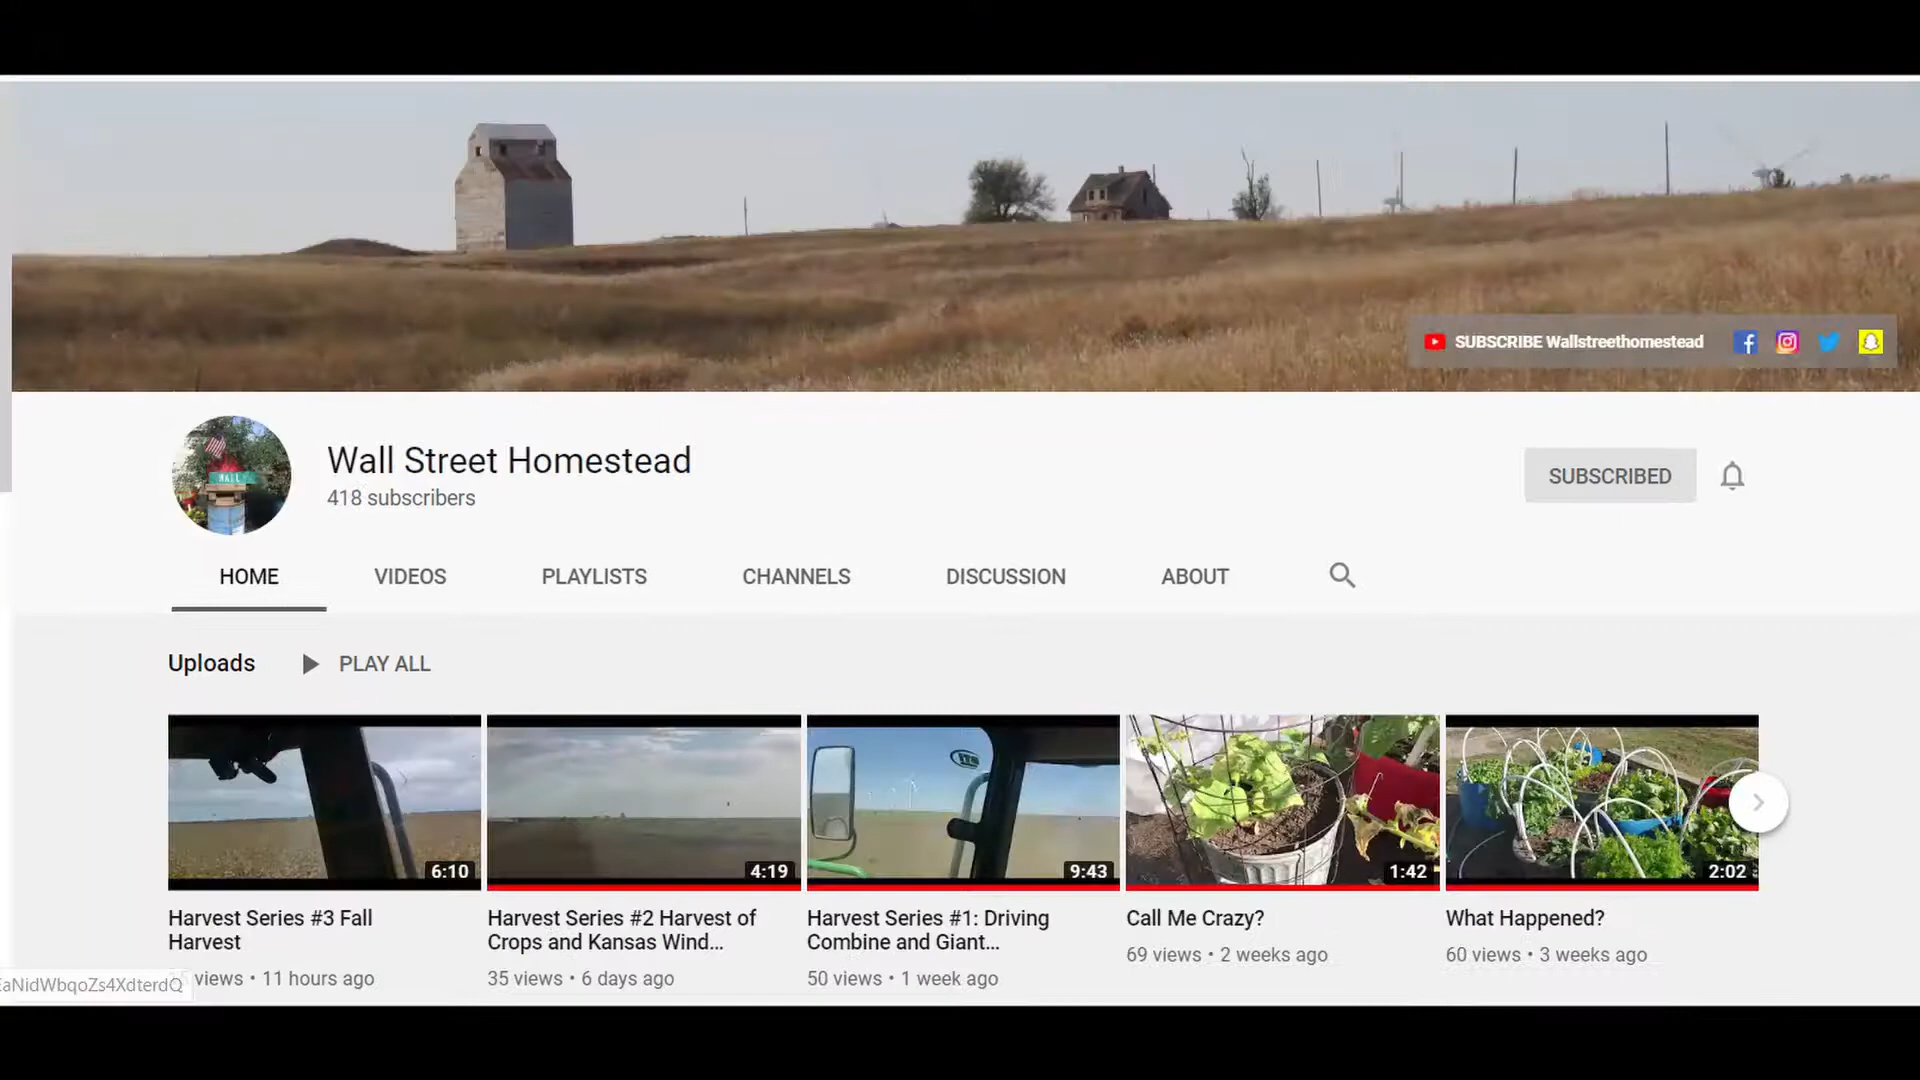 SUBSCRIBE Wallstreethomestead
WALL
Wall Street Homestead
418 subscribers
SUBSCRIBED
HOME
VIDEOS
PLAYLISTS
CHANNELS
DISCUSSION
ABOUT
Uploads
PLAY ALL
6:10
4:19
9:43
1:42
2:02
Harvest Series #3 Fall
Harvest
views • 11 hours ago
Harvest Series #2 Harvest of
Crops and Kansas Wind...
35 views • 6 days ago
Harvest Series #1: Driving
Combine and Giant...
50 views • 1 week ago
Call Me Crazy?
69 views • 2 weeks ago
What Happened?
60 views • 3 weeks ago